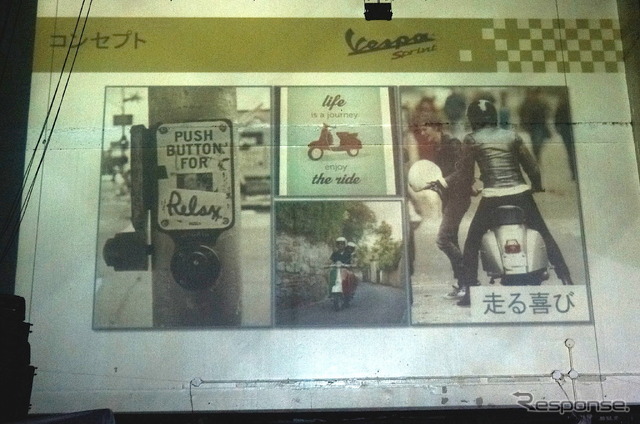 コンセプト
Vespa
Sprint
PUSH
BUTTON
FOR
Relax
life
is a journey
enjoy
the ride
走る喜び
Response.